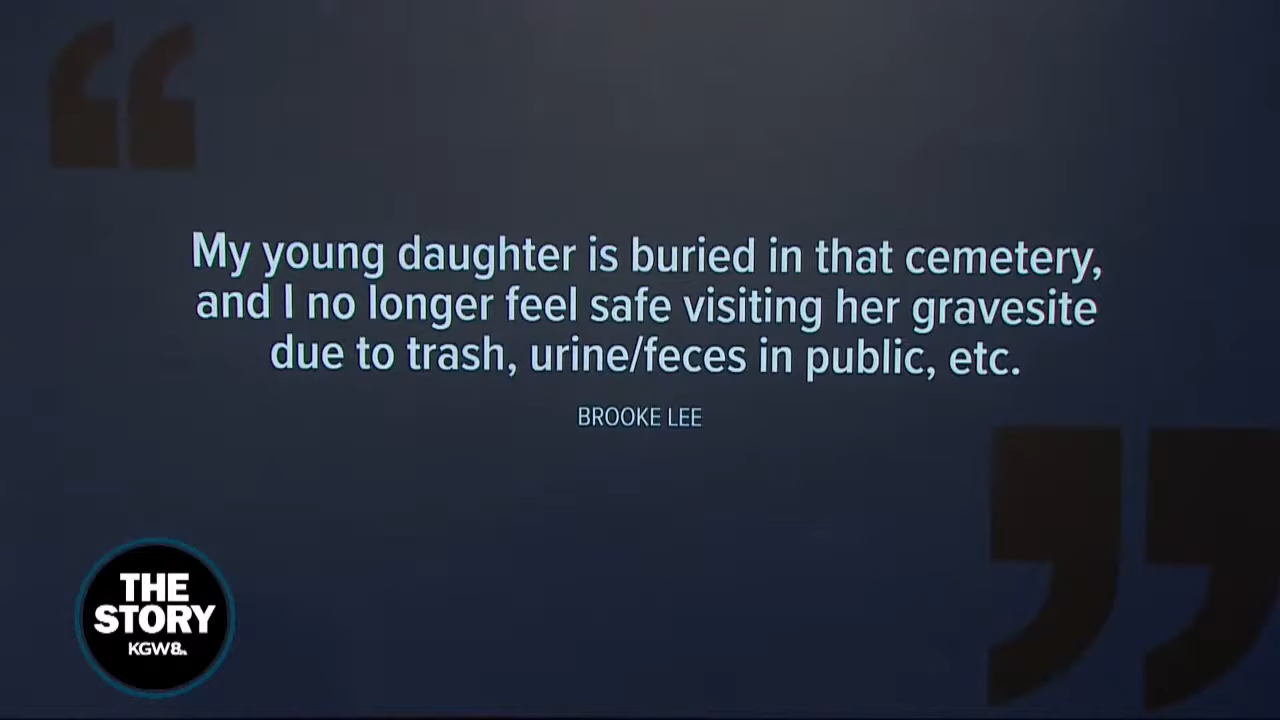 My young daughter is buried in that cemetery,
and I no longer feel safe visiting her gravesite
due to trash, urine/feces in public, etc.
BROOKE LEE
THE
STORY
KGW8